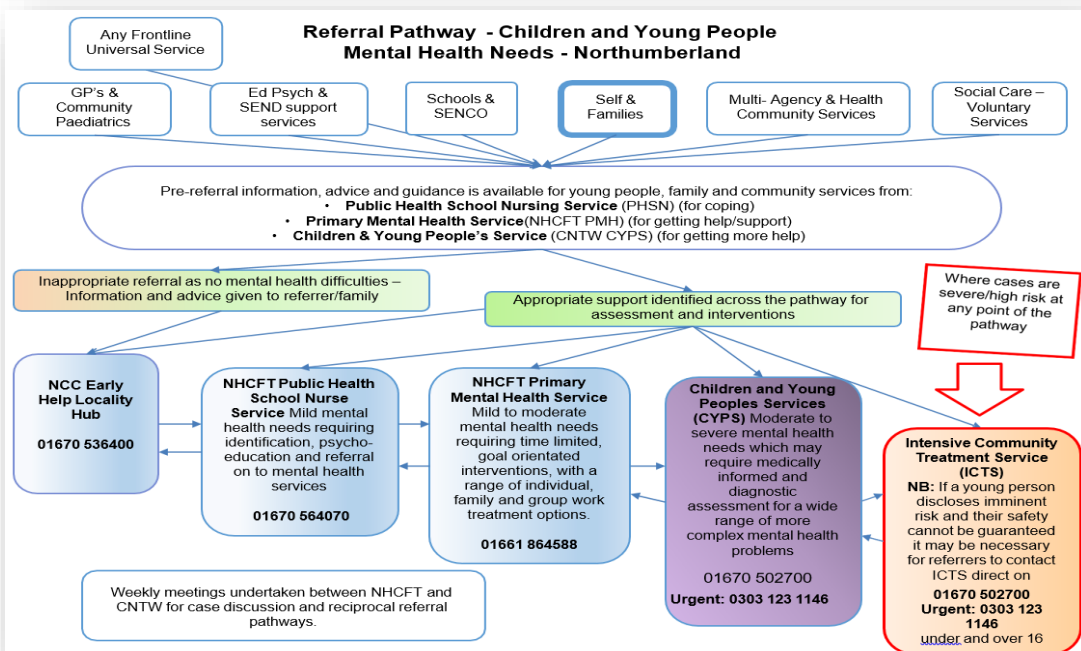 Referral Pathway - Children and Young People
Mental Health Needs - Northumberland
Any Frontline
Universal Service
GP's &
Community
Paediatrics
Ed Psych &
SEND support
services
Schools &
SENCO
Self &
Families
Multi- Agency & Health
Community Services
Social Care –
Voluntary
Services
Pre-referral information, advice and guidance is available for young people, family and community services from:
• Public Health School Nursing Service (PHSN) (for coping)
• Primary Mental Health Service(NHCFT PMH) (for getting help/support)
• Children & Young People's Service (CNTW CYPS) (for getting more help)
Inappropriate referral as no mental health difficulties –
Information and advice given to referrer/family
Appropriate support identified across the pathway for
assessment and interventions
Where cases are
severe/high risk at
any point of the
pathway
NCC Early
Help Locality
Hub
01670 536400
NHCFT Public Health
School Nurse
Service Mild mental
health needs requiring
identification, psycho-
education and referral
on to mental health
services
01670 564070
NHCFT Primary
Mental Health Service
Mild to moderate
mental health needs
requiring time limited,
goal orientated
interventions, with a
range of individual,
family and group work
treatment options.
01661 864588
Children and Young
Peoples Services
(CYPS) Moderate to
severe mental health
needs which may
require medically
informed and
diagnostic
assessment for a wide
range of more
complex mental health
problems
01670 502700
Urgent: 0303 123 1146
Intensive Community
Treatment Service
(ICTS)
NB: If a young person
discloses imminent
risk and their safety
cannot be guaranteed
it may be necessary
for referrers to contact
ICTS direct on
01670 502700
Urgent: 0303 123
1146
under and over 16
Weekly meetings undertaken between NHCFT and
CNTW for case discussion and reciprocal referral
pathways.